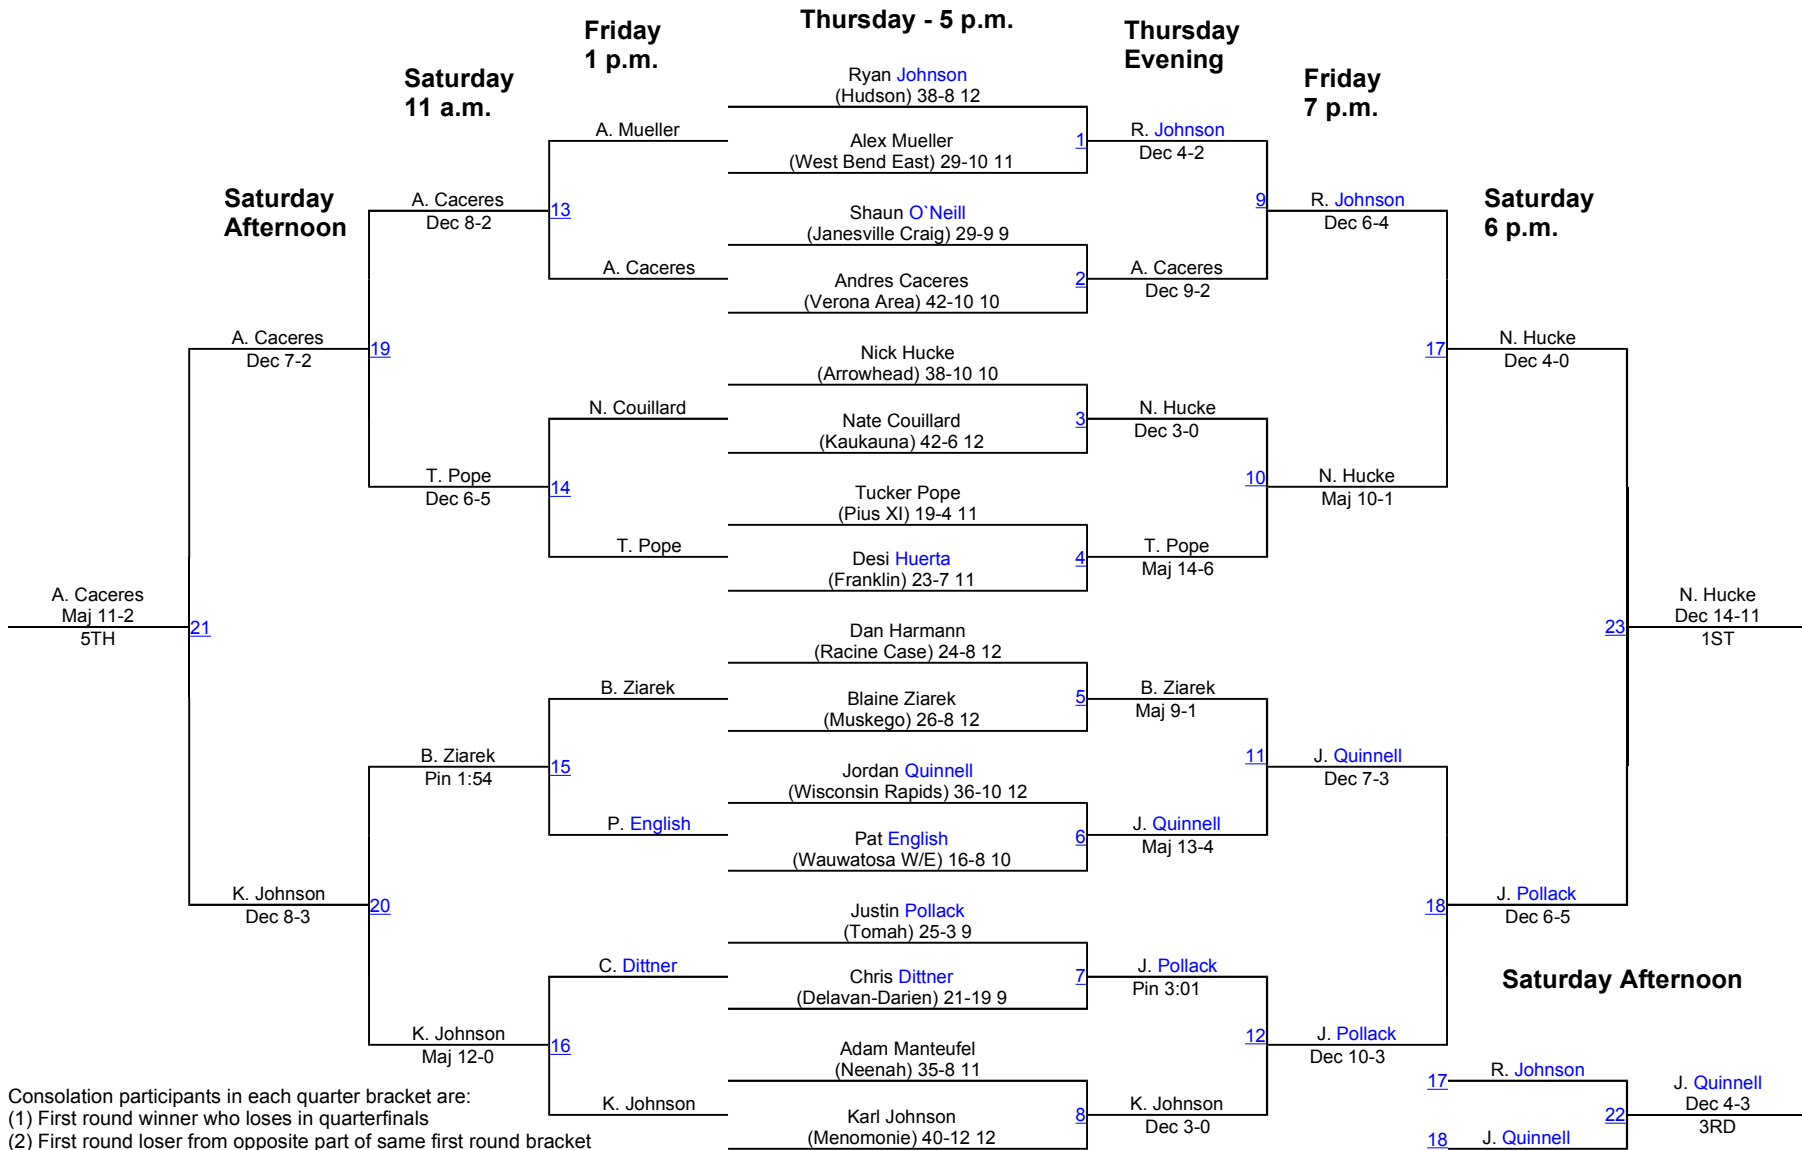 Thursday - 5 p.m.
Friday
1 p.m.
Thursday
Evening
Saturday
11 a.m.
Friday
7 p.m.
Saturday
Afternoon
Saturday
6 p.m.
Ryan Johnson
(Hudson) 38-8 12
Alex Mueller
(West Bend East) 29-10 11
1
Shaun O`Neill
(Janesville Craig) 29-9 9
Andres Caceres
(Verona Area) 42-10 10
2
Nick Hucke
(Arrowhead) 38-10 10
Nate Couillard
(Kaukauna) 42-6 12
3
Tucker Pope
(Pius XI) 19-4 11
Desi Huerta
(Franklin) 23-7 11
4
Dan Harmann
(Racine Case) 24-8 12
Blaine Ziarek
(Muskego) 26-8 12
5
Jordan Quinnell
(Wisconsin Rapids) 36-10 12
Pat English
(Wauwatosa W/E) 16-8 10
6
Justin Pollack
(Tomah) 25-3 9
Chris Dittner
(Delavan-Darien) 21-19 9
7
Adam Manteufel
(Neenah) 35-8 11
Karl Johnson
(Menomonie) 40-12 12
8
R. Johnson
Dec 4-2
9
A. Caceres
Dec 9-2
N. Hucke
Dec 3-0
10
T. Pope
Maj 14-6
B. Ziarek
Maj 9-1
11
J. Quinnell
Maj 13-4
J. Pollack
Pin 3:01
12
K. Johnson
Dec 3-0
R. Johnson
Dec 6-4
17
N. Hucke
Maj 10-1
J. Quinnell
Dec 7-3
18
J. Pollack
Dec 10-3
N. Hucke
Dec 4-0
23
J. Pollack
Dec 6-5
N. Hucke
Dec 14-11
1ST
Saturday Afternoon
17
R. Johnson
22
18
J. Quinnell
J. Quinnell
Dec 4-3
3RD
A. Mueller
13
A. Caceres
N. Couillard
14
T. Pope
B. Ziarek
15
P. English
C. Dittner
16
K. Johnson
A. Caceres
Dec 8-2
19
T. Pope
Dec 6-5
B. Ziarek
Pin 1:54
20
K. Johnson
Maj 12-0
A. Caceres
Dec 7-2
21
K. Johnson
Dec 8-3
A. Caceres
Maj 11-2
5TH
Consolation participants in each quarter bracket are:
(1) First round winner who loses in quarterfinals
(2) First round loser from opposite part of same first round bracket